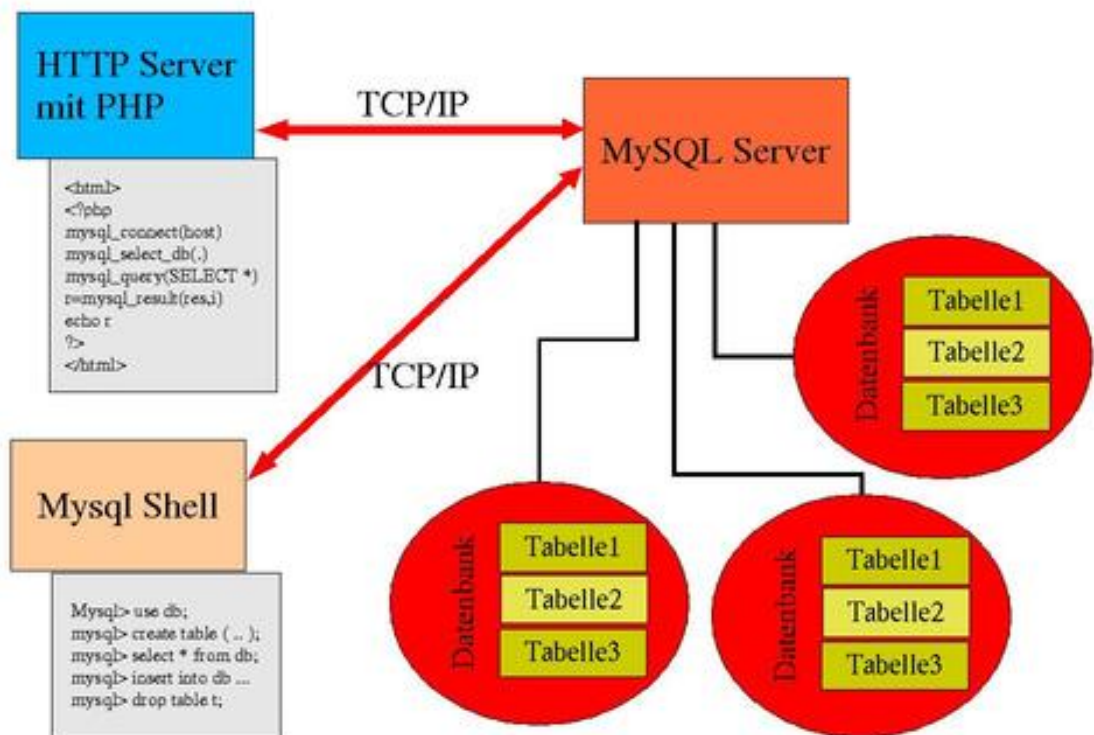 HTTP Server
mit PHP
TCP/IP
MySQL Server
<html>
<?php
mysql_connect(host)
mysql_select_db(.)
mysql_query(SELECT *)
r=mysql_result(res,i)
echo r
?>
</html>
TCP/IP
Datenbank
Tabelle1
Tabelle2
Tabelle3
Mysql Shell
Mysql> use db;
mysql> create table ( .. );
mysql> select * from db;
mysql> insert into db ...
mysql> drop table t;
Datenbank
Tabelle1
Tabelle2
Tabelle3
Datenbank
Tabelle1
Tabelle2
Tabelle3